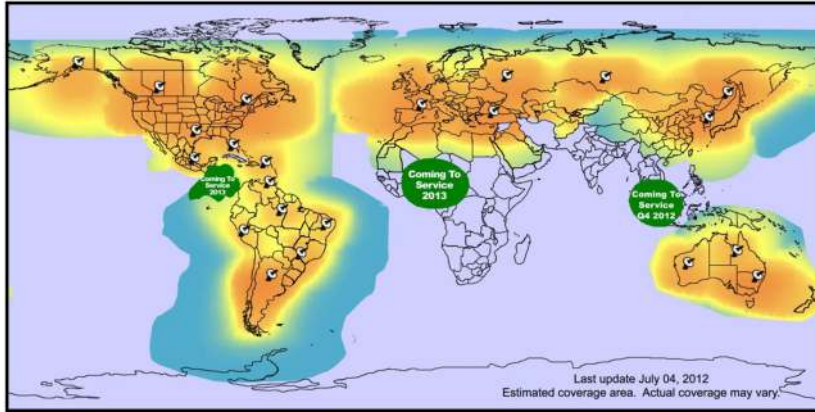 Coming To
Service
2013
Coming To
Service
2013
Coming To
Service
Q4 2012
Last update July 04, 2012
Estimated coverage area. Actual coverage may vary.